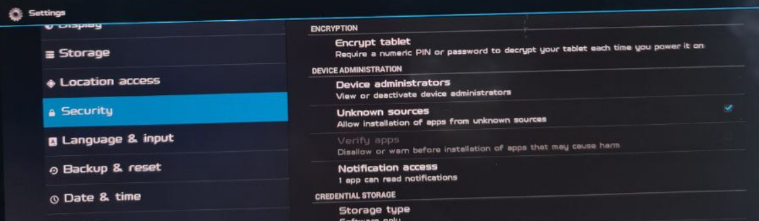 Settings
Display
Storage
Location access
Security
Language & input
Backup & reset
Date & time
ENCRYPTION
Encrypt tablet
Require a numeric PIN or password to decrypt your tablet each time you power it on
DEVICE ADMINISTRATION
Device administrators
View or deactivate device administrators
Unknown sources
Allow installation of apps from unknown sources
Verify apps
Disallow or warn before installation of apps that may cause harm
Notification access
1 app can read notifications
CREDENTIAL STORAGE
Storage type
Software only